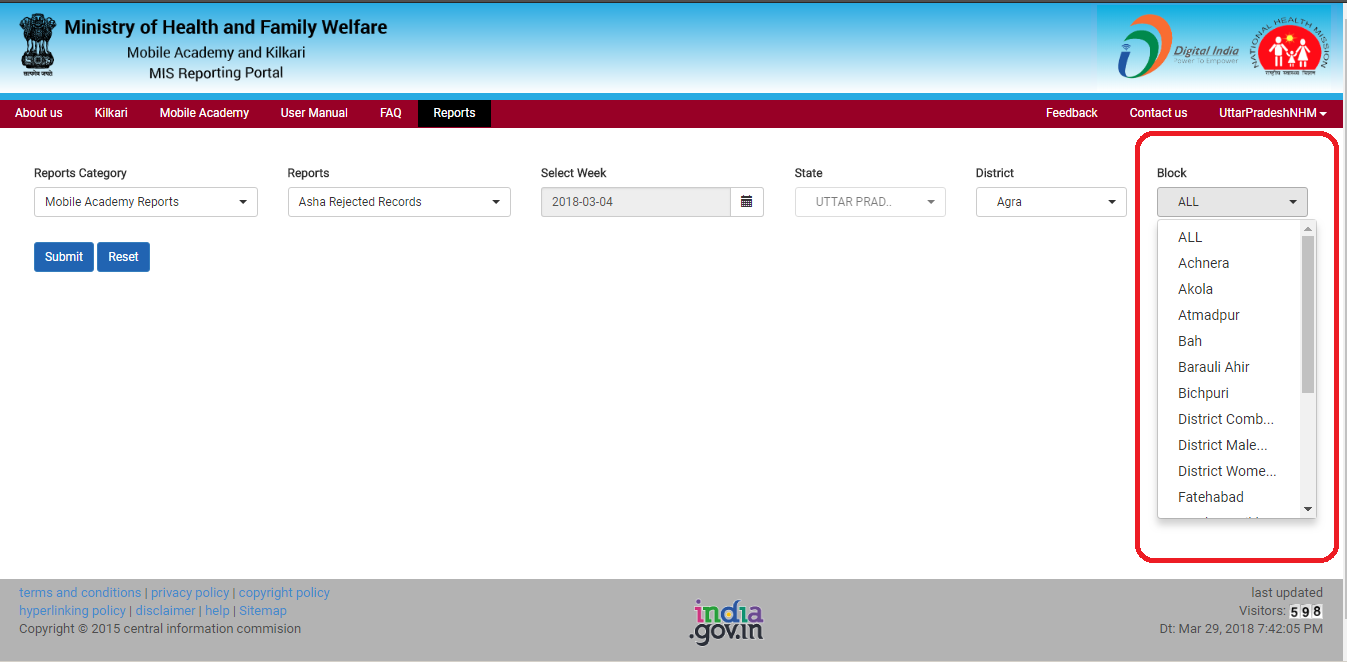 Ministry of Health and Family Welfare
Mobile Academy and Kilkari
MIS Reporting Portal
सत्यमेव जयते
Digital India
Power To Empower
NATIONAL HEALTH MISSION
About us Kilkari Mobile Academy User Manual FAQ Reports Feedback Contact us UttarPradeshNHM
Reports Category Reports Select Week State District Block
Mobile Academy Reports Asha Rejected Records 2018-03-04 UTTAR PRAD.. Agra ALL
Submit Reset
ALL
Achnera
Akola
Atmadpur
Bah
Barauli Ahir
Bichpuri
District Comb...
District Male...
District Wome...
Fatehabad
terms and conditions | privacy policy | copyright policy
hyperlinking policy | disclaimer | help | Sitemap
Copyright © 2015 central information commision
india
.gov.in
last updated
Visitors: 598
Dt: Mar 29, 2018 7:42:05 PM